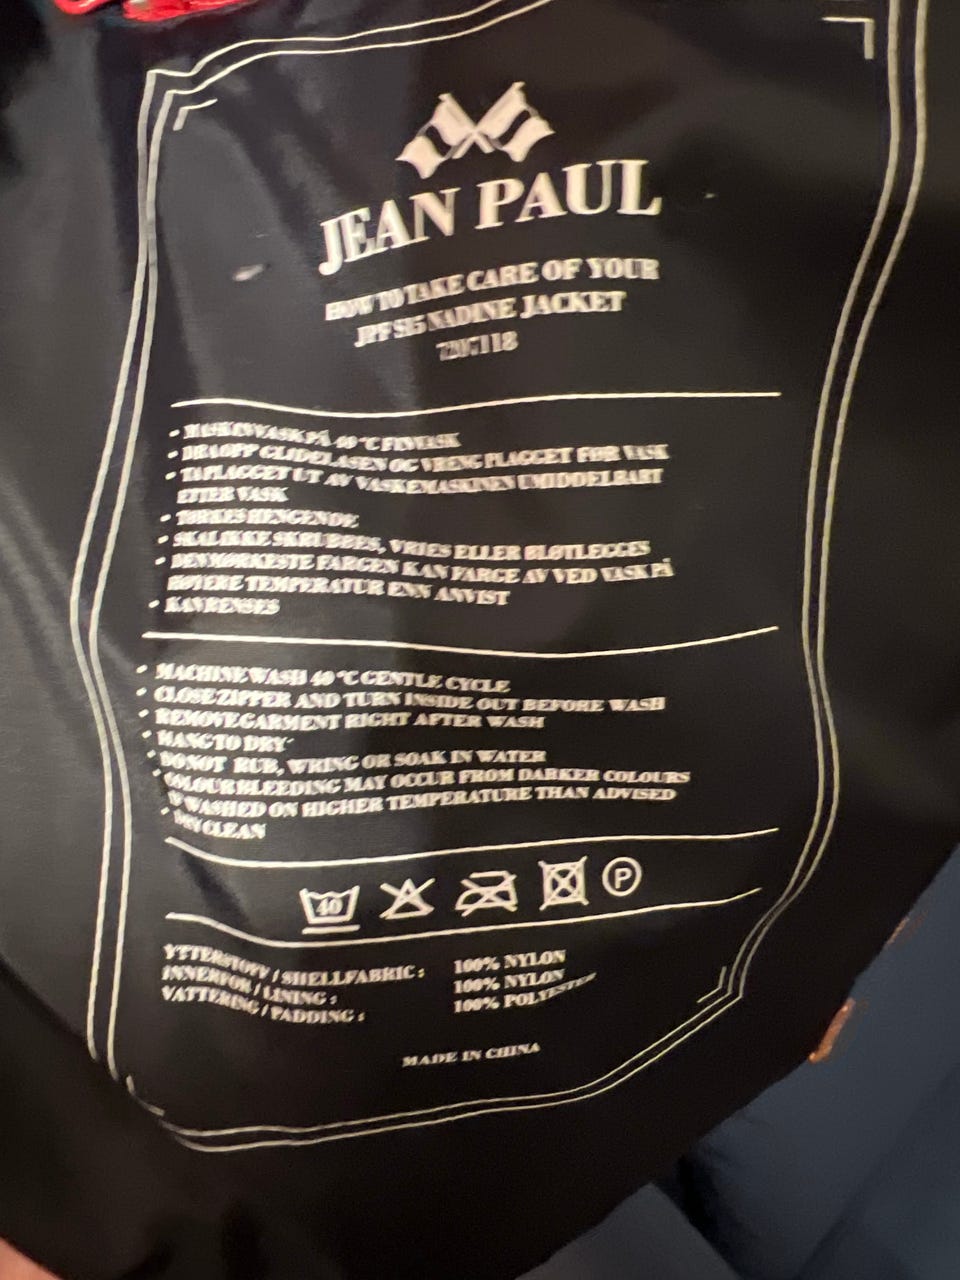 JEAN PAUL
HOW TO TAKE CARE OF YOUR
JPF S15 NADINE JACKET
7207118
• MASKINVASK PÅ 40 °C FINVASK
• DRA OPP GLIDELÅSEN OG VRENG PLAGGET FØR VASK
• TA PLAGGET UT AV VASKEMASKINEN UMIDDELBART
ETTER VASK
• TØRKES HENGENDE
• SKAL IKKE SKRUBBES, VRIES ELLER BLØTLEGGES
• DEN MØRKESTE FARGEN KAN FARGE AV VED VASK PÅ
HØYERE TEMPERATUR ENN ANVIST
• KAN RENSES
• MACHINE WASH 40 °C GENTLE CYCLE
• CLOSE ZIPPER AND TURN INSIDE OUT BEFORE WASH
• REMOVE GARMENT RIGHT AFTER WASH
• HANG TO DRY
• DO NOT RUB, WRING OR SOAK IN WATER
• COLOUR BLEEDING MAY OCCUR FROM DARKER COLOURS
IF WASHED ON HIGHER TEMPERATURE THAN ADVISED
• DRY CLEAN
40 P
YTTERSTOFF / SHELLFABRIC : 100% NYLON
INNERFOR / LINING : 100% NYLON
VATTERING / PADDING : 100% POLYESTER
MADE IN CHINA